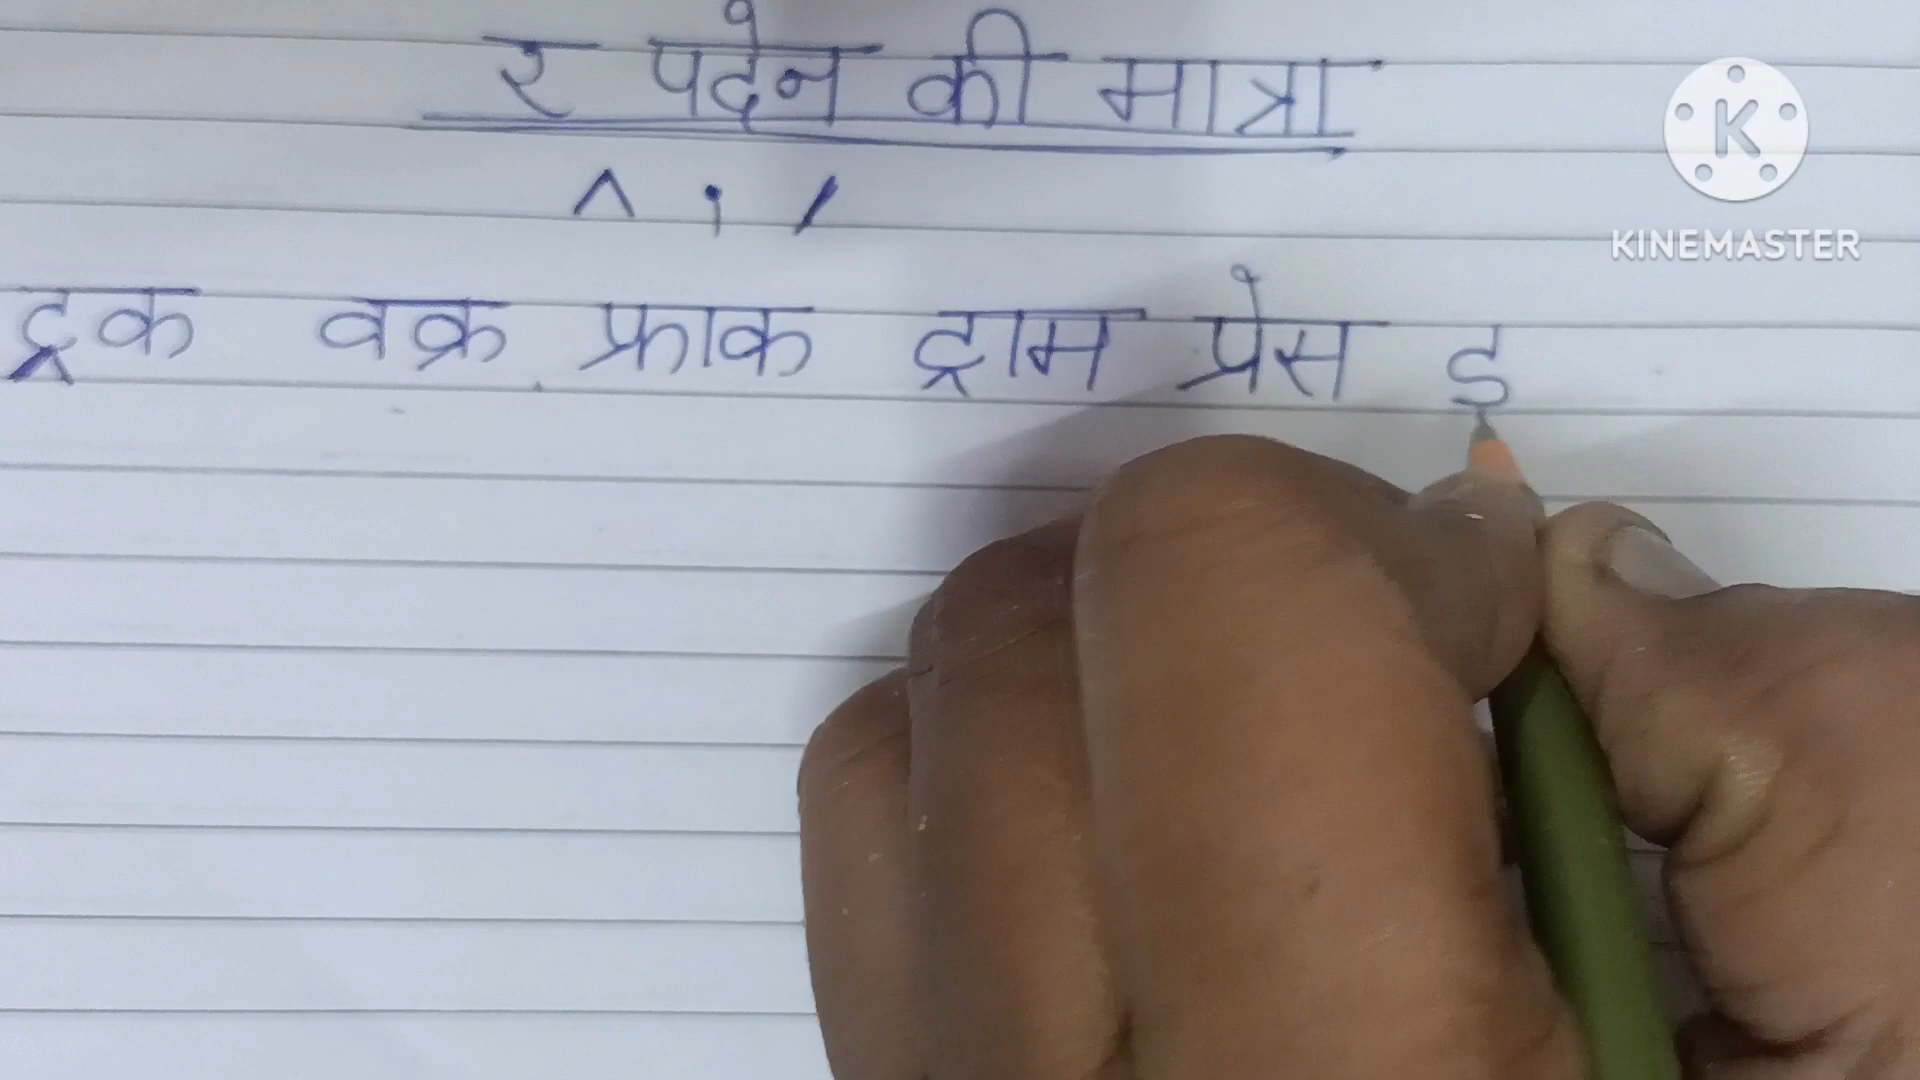 र पदेन की मात्रा
^ , /
KINEMASTER
ट्रक वक्र फ्राक ट्राम प्रेस ड